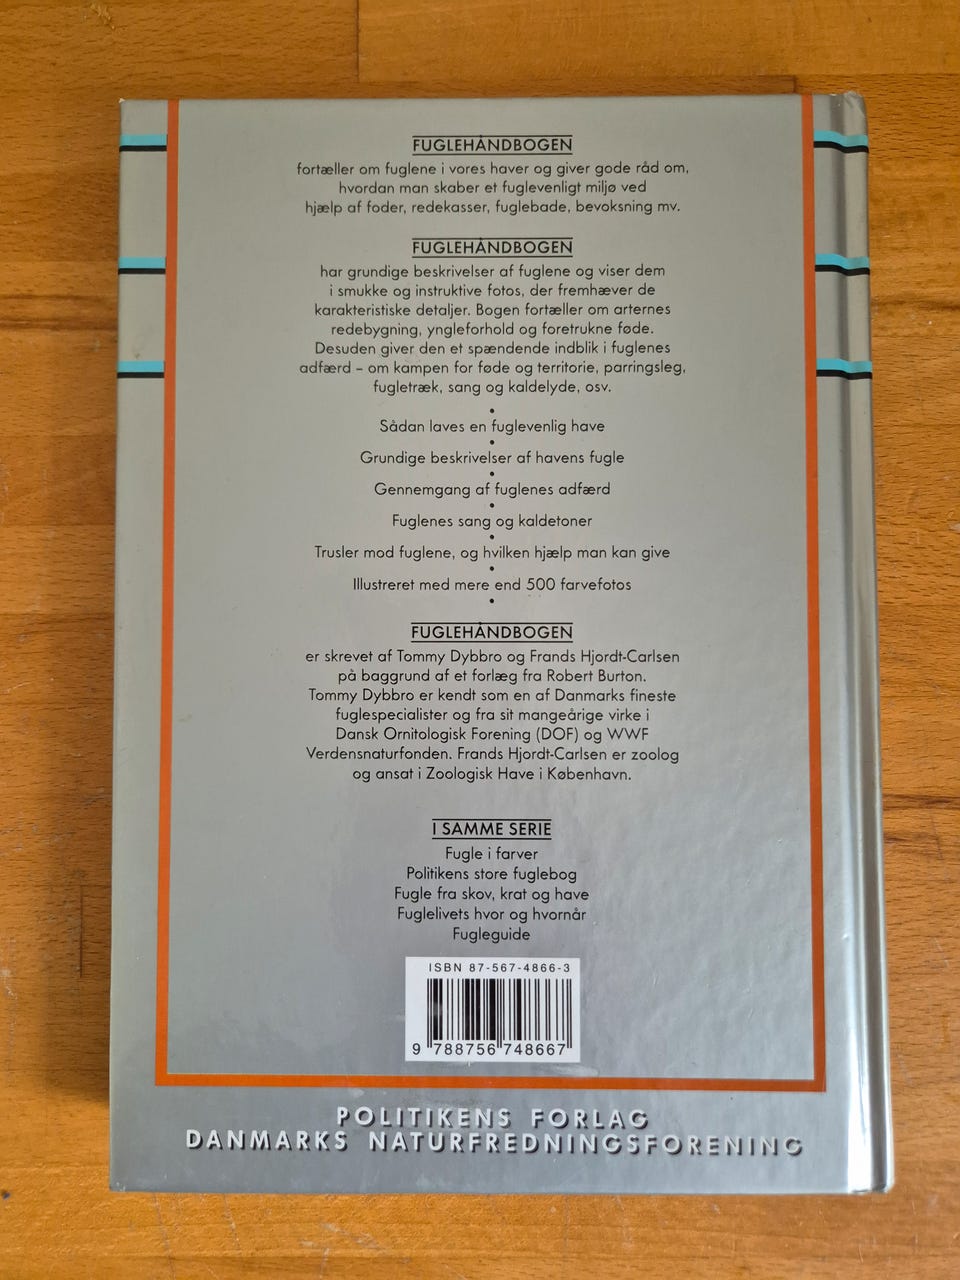 FUGLEHÅNDBOGEN
fortæller om fuglene i vores haver og giver gode råd om,
hvordan man skaber et fuglevenligt miljø ved
hjælp af foder, redekasser, fuglebade, bevoksning mv.
FUGLEHÅNDBOGEN
har grundige beskrivelser af fuglene og viser dem
i smukke og instruktive fotos, der fremhæver de
karakteristiske detaljer. Bogen fortæller om arternes
redebygning, yngleforhold og foretrukne føde.
Desuden giver den et spændende indblik i fuglenes
adfærd – om kampen for føde og territorie, parringsleg,
fugletræk, sang og kaldelyde, osv.
•
Sådan laves en fuglevenlig have
•
Grundige beskrivelser af havens fugle
•
Gennemgang af fuglenes adfærd
•
Fuglenes sang og kaldetoner
•
Trusler mod fuglene, og hvilken hjælp man kan give
•
Illustreret med mere end 500 farvefotos
•
FUGLEHÅNDBOGEN
er skrevet af Tommy Dybbro og Frands Hjordt-Carlsen
på baggrund af et forlæg fra Robert Burton.
Tommy Dybbro er kendt som en af Danmarks fineste
fuglespecialister og fra sit mangeårige virke i
Dansk Ornitologisk Forening (DOF) og WWF
Verdensnaturfonden. Frands Hjordt-Carlsen er zoolog
og ansat i Zoologisk Have i København.
I SAMME SERIE
Fugle i farver
Politikens store fuglebog
Fugle fra skov, krat og have
Fuglelivets hvor og hvornår
Fugleguide
ISBN 87-567-4866-3
9 788756 748667
POLITIKENS FORLAG
DANMARKS NATURFREDNINGSFORENING